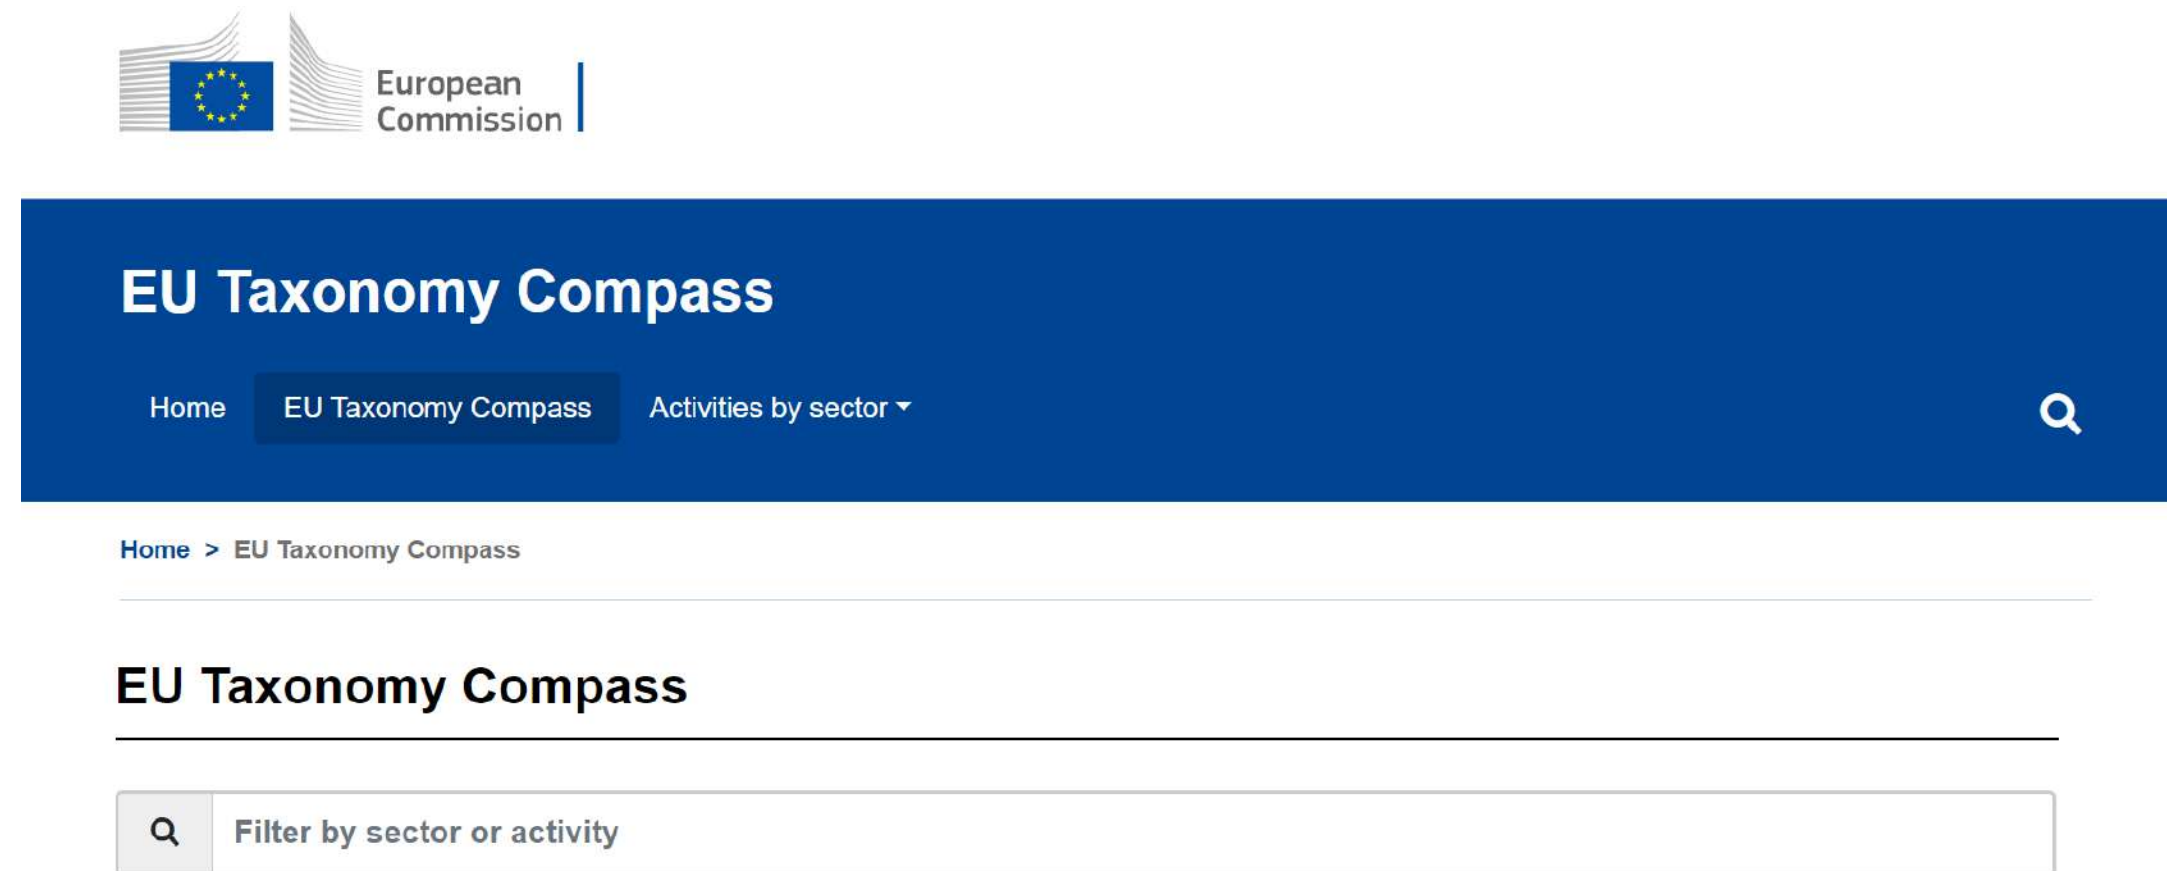 European
Commission
EU Taxonomy Compass
Home EU Taxonomy Compass Activities by sector
Home > EU Taxonomy Compass
EU Taxonomy Compass
Filter by sector or activity